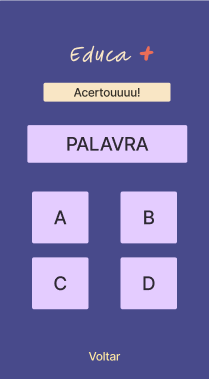 Educa +
Acertouuuu!
PALAVRA
A B
C D
Voltar